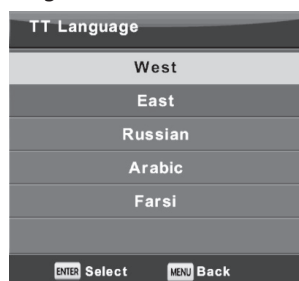 TT Language
West
East
Russian
Arabic
Farsi
ENTER Select MENU Back